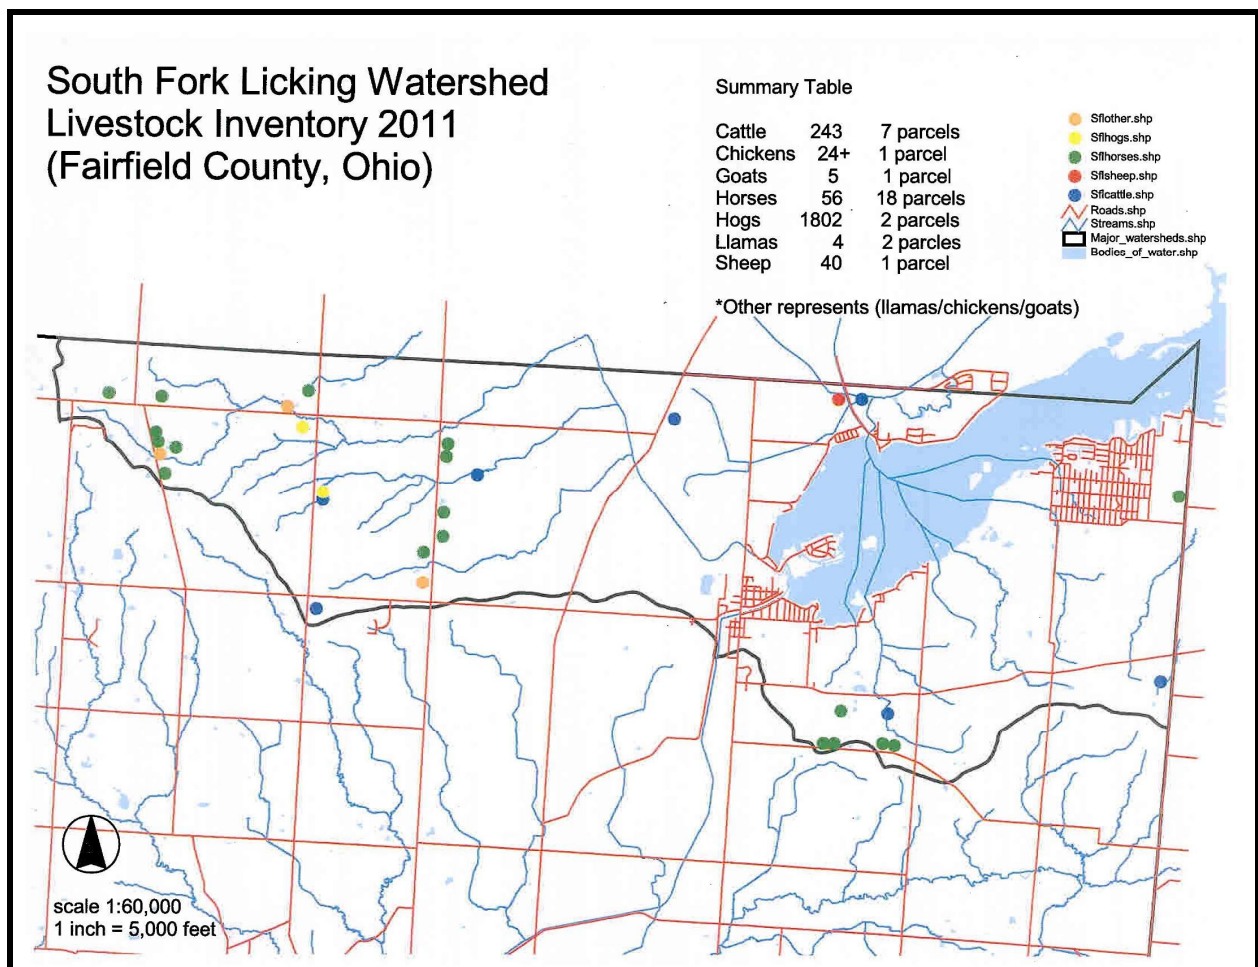 South Fork Licking Watershed
Livestock Inventory 2011
(Fairfield County, Ohio)
Summary Table
Cattle 243 7 parcels
Chickens 24+ 1 parcel
Goats 5 1 parcel
Horses 56 18 parcels
Hogs 1802 2 parcels
Llamas 4 2 parcles
Sheep 40 1 parcel
*Other represents (llamas/chickens/goats)
Sflother.shp
Sflhogs.shp
Sflhorses.shp
Sflsheep.shp
Sflcattle.shp
Roads.shp
Streams.shp
Major_watersheds.shp
Bodies_of_water.shp
scale 1:60,000
1 inch = 5,000 feet